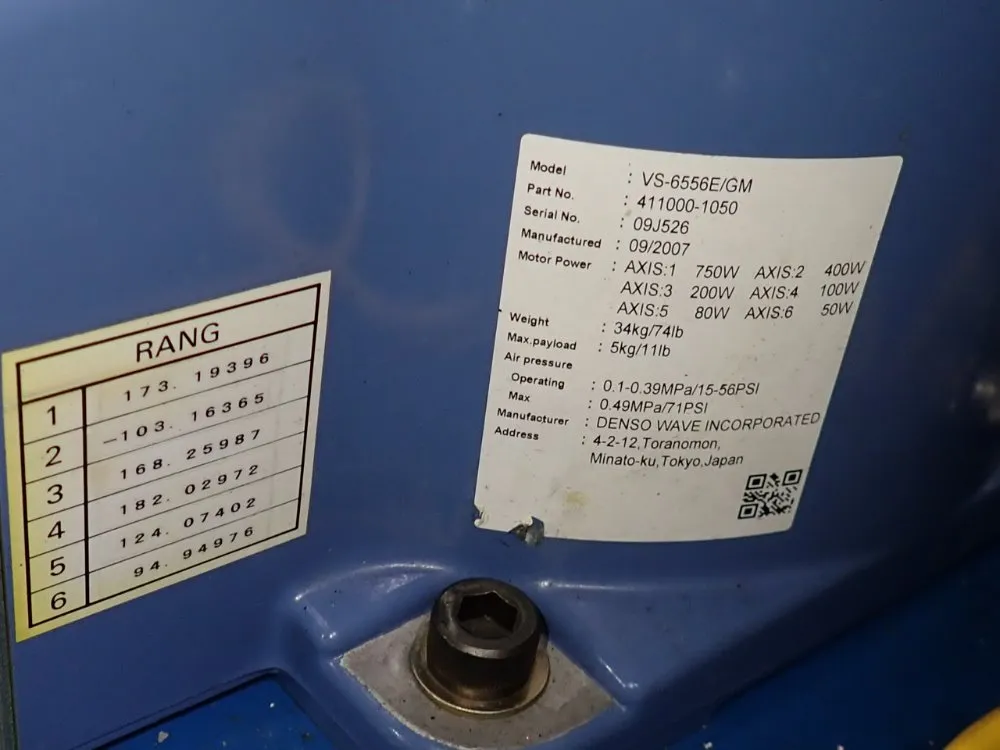 RANG
1 173. 19396
2 -103. 16365
3 168. 25987
4 182. 02972
5 124. 07402
6 94. 94976
Model : VS-6556E/GM
Part No. : 411000-1050
Serial No. : 09J526
Manufactured : 09/2007
Motor Power : AXIS:1 750W AXIS:2 400W
AXIS:3 200W AXIS:4 100W
AXIS:5 80W AXIS:6 50W
Weight : 34kg/74lb
Max.payload : 5kg/11lb
Air pressure
Operating : 0.1-0.39MPa/15-56PSI
Max : 0.49MPa/71PSI
Manufacturer : DENSO WAVE INCORPORATED
Address : 4-2-12,Toranomon,
Minato-ku,Tokyo,Japan